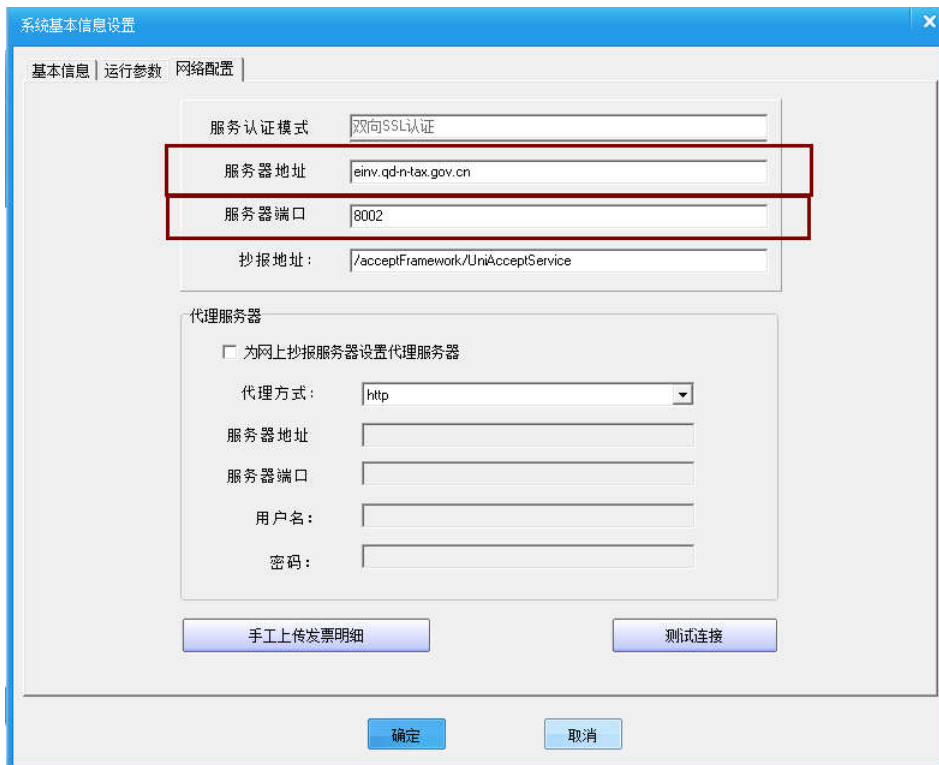 系统基本信息设置
基本信息 运行参数 网络配置
服务认证模式 双向SSL认证
服务器地址 einv.qd-n-tax.gov.cn
服务器端口 8002
抄报地址： /acceptFramework/UniAcceptService
代理服务器
为网上抄报服务器设置代理服务器
代理方式： http
服务器地址
服务器端口
用户名：
密码：
手工上传发票明细 测试连接
确定 取消